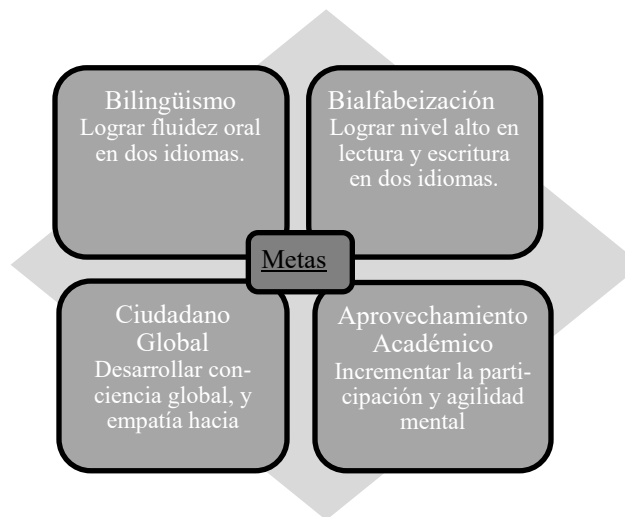 Bilingüismo
Lograr fluidez oral
en dos idiomas.
Bialfabeización
Lograr nivel alto en
lectura y escritura
en dos idiomas.
Metas
Ciudadano
Global
Desarrollar con-
ciencia global, y
empatía hacia
Aprovechamiento
Académico
Incrementar la parti-
cipación y agilidad
mental